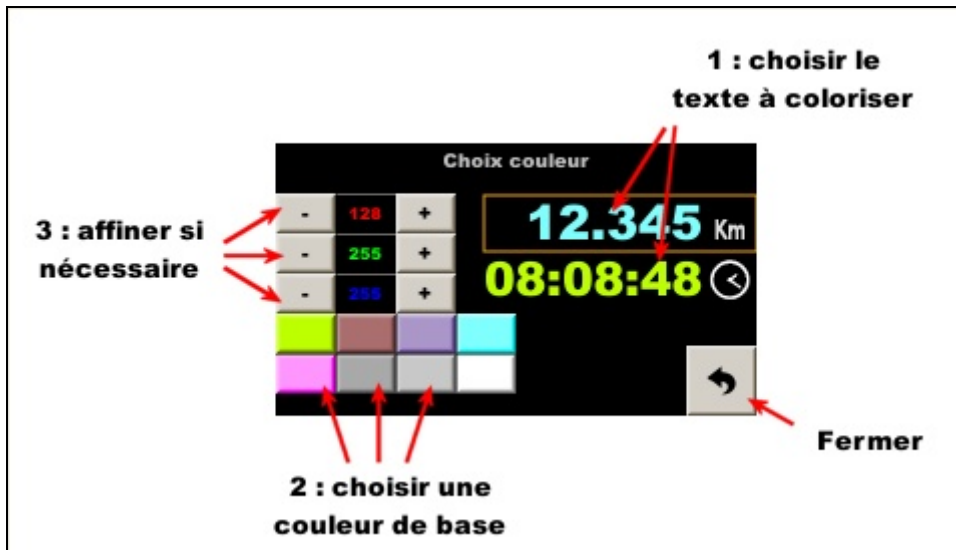 1 : choisir le
texte à coloriser
Choix couleur
- 128 +
12.345 Km
3 : affiner si
nécessaire
- 255 +
08:08:48
- 255 +
Fermer
2 : choisir une
couleur de base